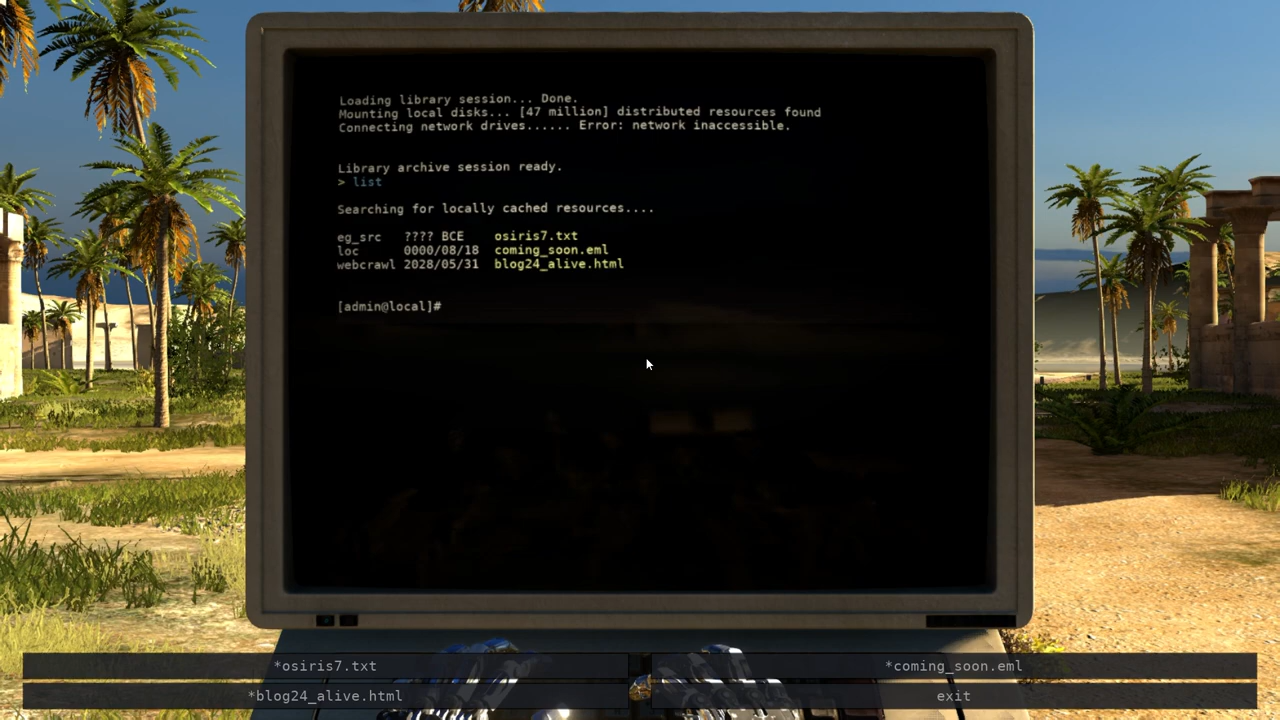 Loading library session... Done.
Mounting local disks... [47 million] distributed resources found
Connecting network drives...... Error: network inaccessible.
Library archive session ready.
> list
Searching for locally cached resources....
eg_src ???? BCE osiris7.txt
loc 0000/08/18 coming_soon.eml
webcrawl 2028/05/31 blog24_alive.html
[admin@local]#
*osiris7.txt *coming_soon.eml
*blog24_alive.html exit